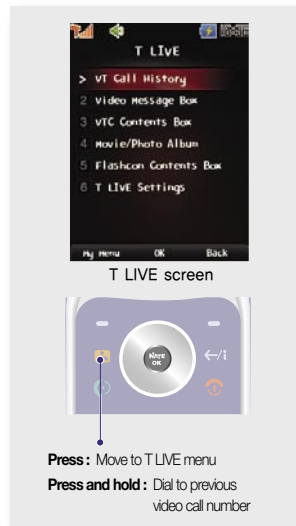 T LIVE
> VT Call History
2 Video Message Box
3 VTC Contents Box
4 Movie/Photo Album
5 Flashcon Contents Box
6 T LIVE Settings
My Menu OK Back
T LIVE screen
NATE
OK
Press : Move to T LIVE menu
Press and hold : Dial to previous
video call number